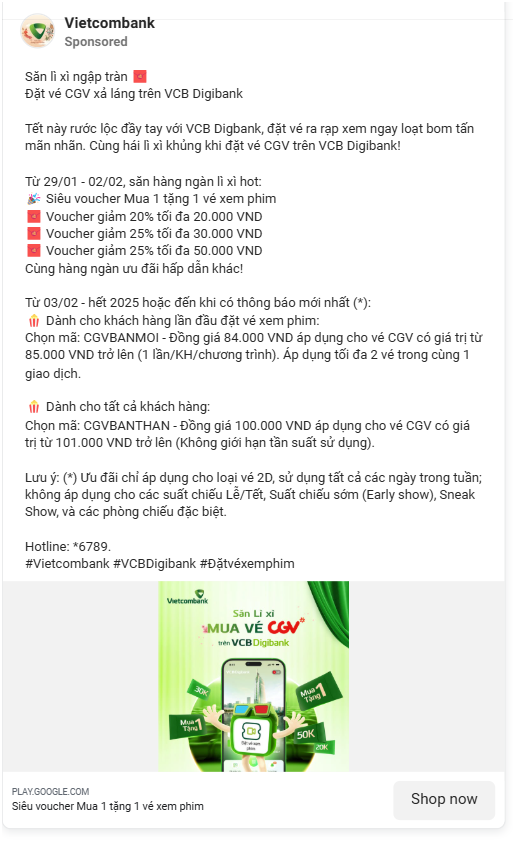 Vietcombank
Sponsored
Săn lì xì ngập tràn 🧧
Đặt vé CGV xả láng trên VCB Digibank
Tết này rước lộc đầy tay với VCB Digbank, đặt vé ra rạp xem ngay loạt bom tấn
mãn nhãn. Cùng hái lì xì khủng khi đặt vé CGV trên VCB Digibank!
Từ 29/01 - 02/02, săn hàng ngàn lì xì hot:
🎉 Siêu voucher Mua 1 tặng 1 vé xem phim
🧧 Voucher giảm 20% tối đa 20.000 VND
🧧 Voucher giảm 25% tối đa 30.000 VND
🧧 Voucher giảm 25% tối đa 50.000 VND
Cùng hàng ngàn ưu đãi hấp dẫn khác!
Từ 03/02 - hết 2025 hoặc đến khi có thông báo mới nhất (*):
🍿 Dành cho khách hàng lần đầu đặt vé xem phim:
Chọn mã: CGVBANMOI - Đồng giá 84.000 VND áp dụng cho vé CGV có giá trị từ
85.000 VND trở lên (1 lần/KH/chương trình). Áp dụng tối đa 2 vé trong cùng 1
giao dịch.
🍿 Dành cho tất cả khách hàng:
Chọn mã: CGVBANTHAN - Đồng giá 100.000 VND áp dụng cho vé CGV có giá
trị từ 101.000 VND trở lên (Không giới hạn tần suất sử dụng).
Lưu ý: (*) Ưu đãi chỉ áp dụng cho loại vé 2D, sử dụng tất cả các ngày trong tuần;
không áp dụng cho các suất chiếu Lễ/Tết, Suất chiếu sớm (Early show), Sneak
Show, và các phòng chiếu đặc biệt.
Hotline: *6789.
#Vietcombank #VCBDigibank #Đặtvéxemphim
Vietcombank
Săn Lì xì
MUA VÉ CGV
trên VCBDigibank
30K
Mua 1
Tặng 1
Mua 1
Tặng 1
Đặt vé xem
phim
50K
20K
PLAY.GOOGLE.COM
Siêu voucher Mua 1 tặng 1 vé xem phim
Shop now